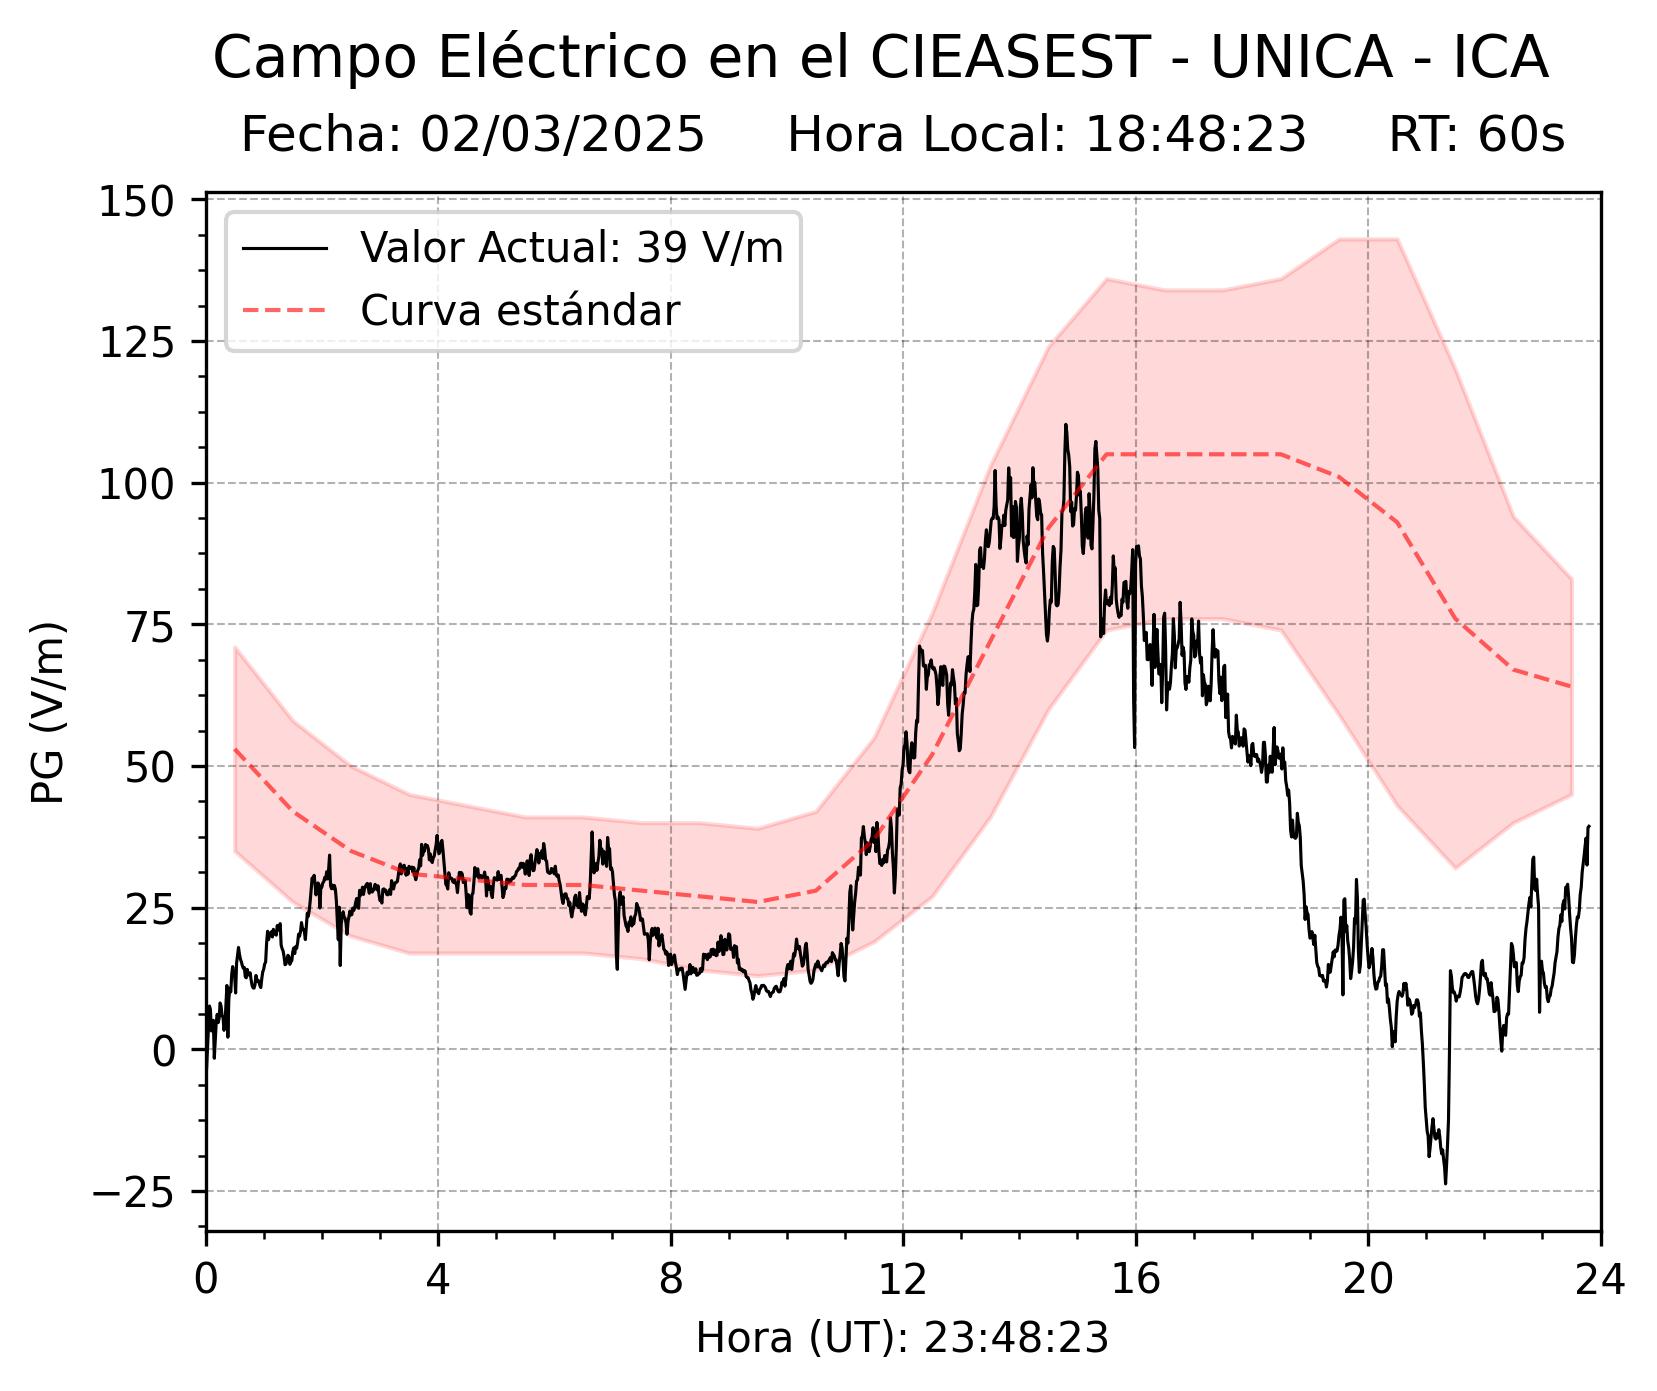 Campo Eléctrico en el CIEASEST - UNICA - ICA
Fecha: 02/03/2025 Hora Local: 18:48:23 RT: 60s
Valor Actual: 39 V/m
Curva estándar
150
125
100
75
50
25
0
−25
PG (V/m)
0 4 8 12 16 20 24
Hora (UT): 23:48:23